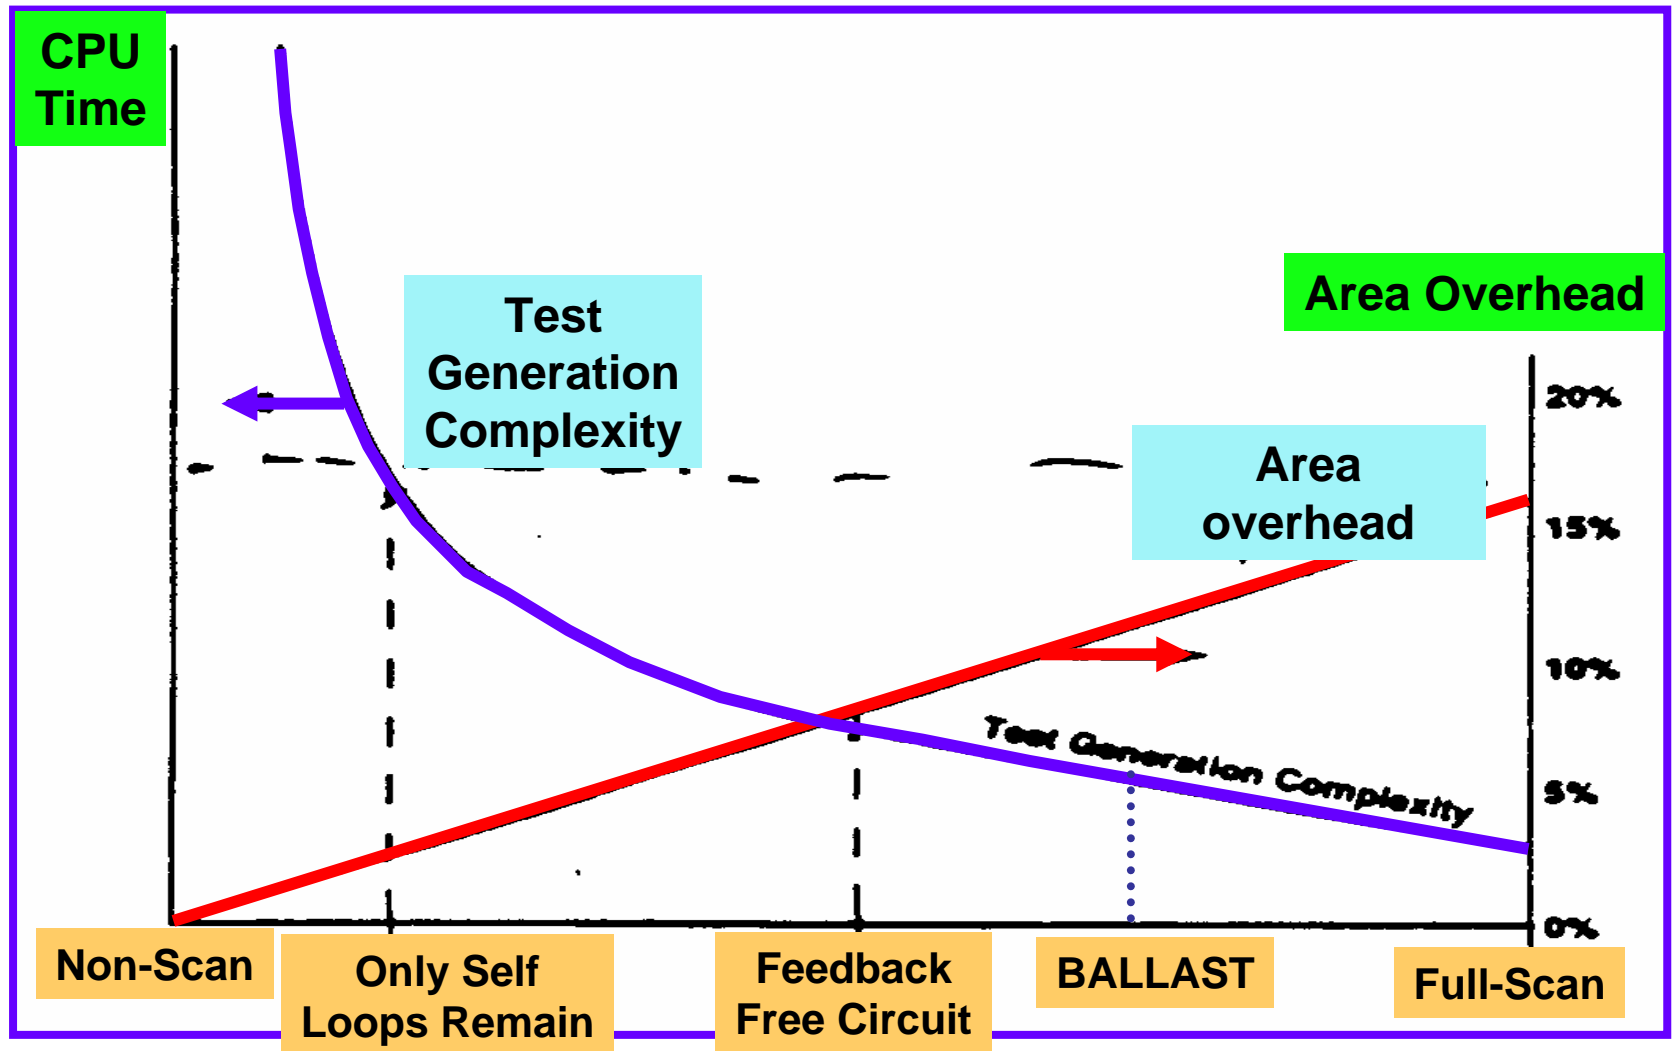 CPU
Time
Test
Generation
Complexity
Area Overhead
20%
Area
overhead
15%
10%
Test Generation Complexity
5%
0%
Non-Scan
Only Self
Loops Remain
Feedback
Free Circuit
BALLAST
Full-Scan